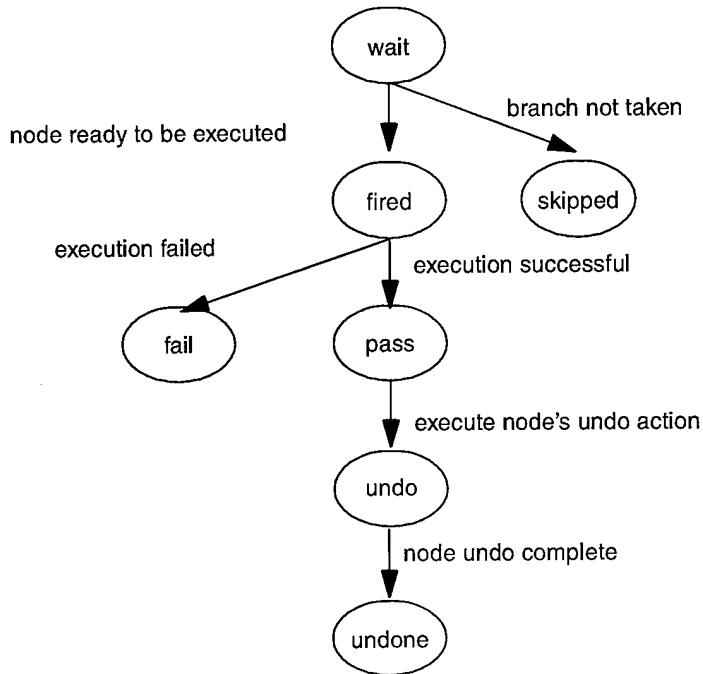 wait
branch not taken
node ready to be executed
fired
skipped
execution failed
execution successful
fail
pass
execute node's undo action
undo
node undo complete
undone